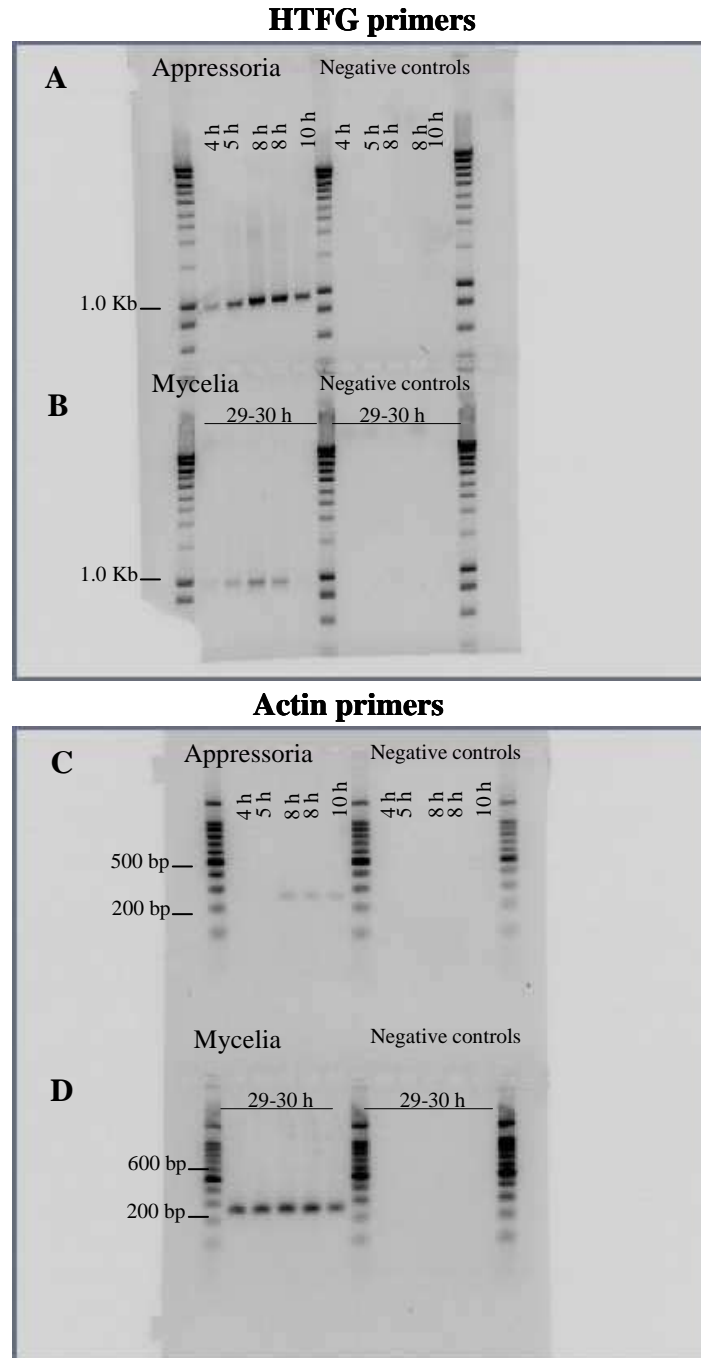 HTFG primers
A
Appressoria Negative controls
4 h 5 h 8 h 8 h 10 h 4 h 5 h 8 h 8 h 10 h
1.0 Kb
Mycelia Negative controls
B
29-30 h 29-30 h
1.0 Kb
Actin primers
C
Appressoria Negative controls
4 h 5 h 8 h 8 h 10 h 4 h 5 h 8 h 8 h 10 h
500 bp
200 bp
Mycelia Negative controls
D
29-30 h 29-30 h
600 bp
200 bp